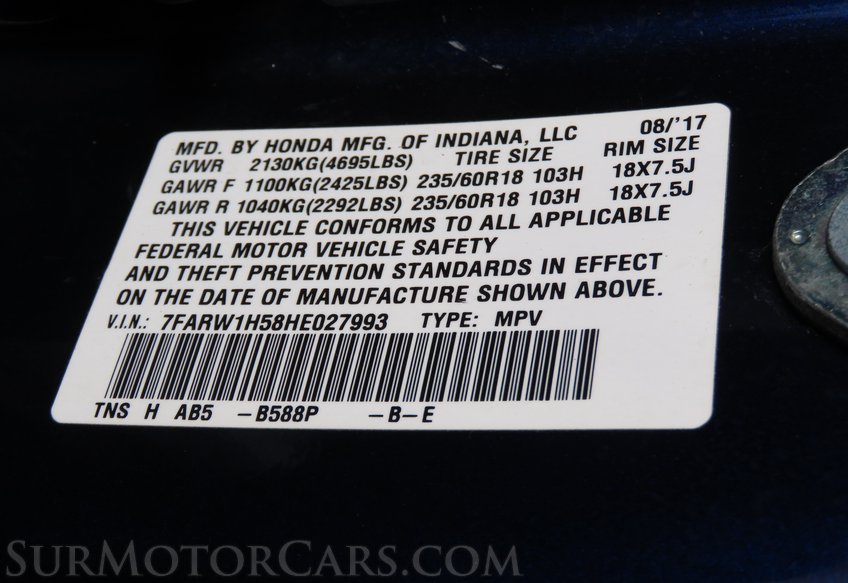 MFD. BY HONDA MFG. OF INDIANA, LLC 08/'17
GVWR 2130KG(4695LBS) TIRE SIZE RIM SIZE
GAWR F 1100KG(2425LBS) 235/60R18 103H 18X7.5J
GAWR R 1040KG(2292LBS) 235/60R18 103H 18X7.5J
THIS VEHICLE CONFORMS TO ALL APPLICABLE
FEDERAL MOTOR VEHICLE SAFETY
AND THEFT PREVENTION STANDARDS IN EFFECT
ON THE DATE OF MANUFACTURE SHOWN ABOVE.
V.I.N.: 7FARW1H58HE027993 TYPE: MPV
TNS H AB5 -B588P -B-E
SURMOTORCARS.COM